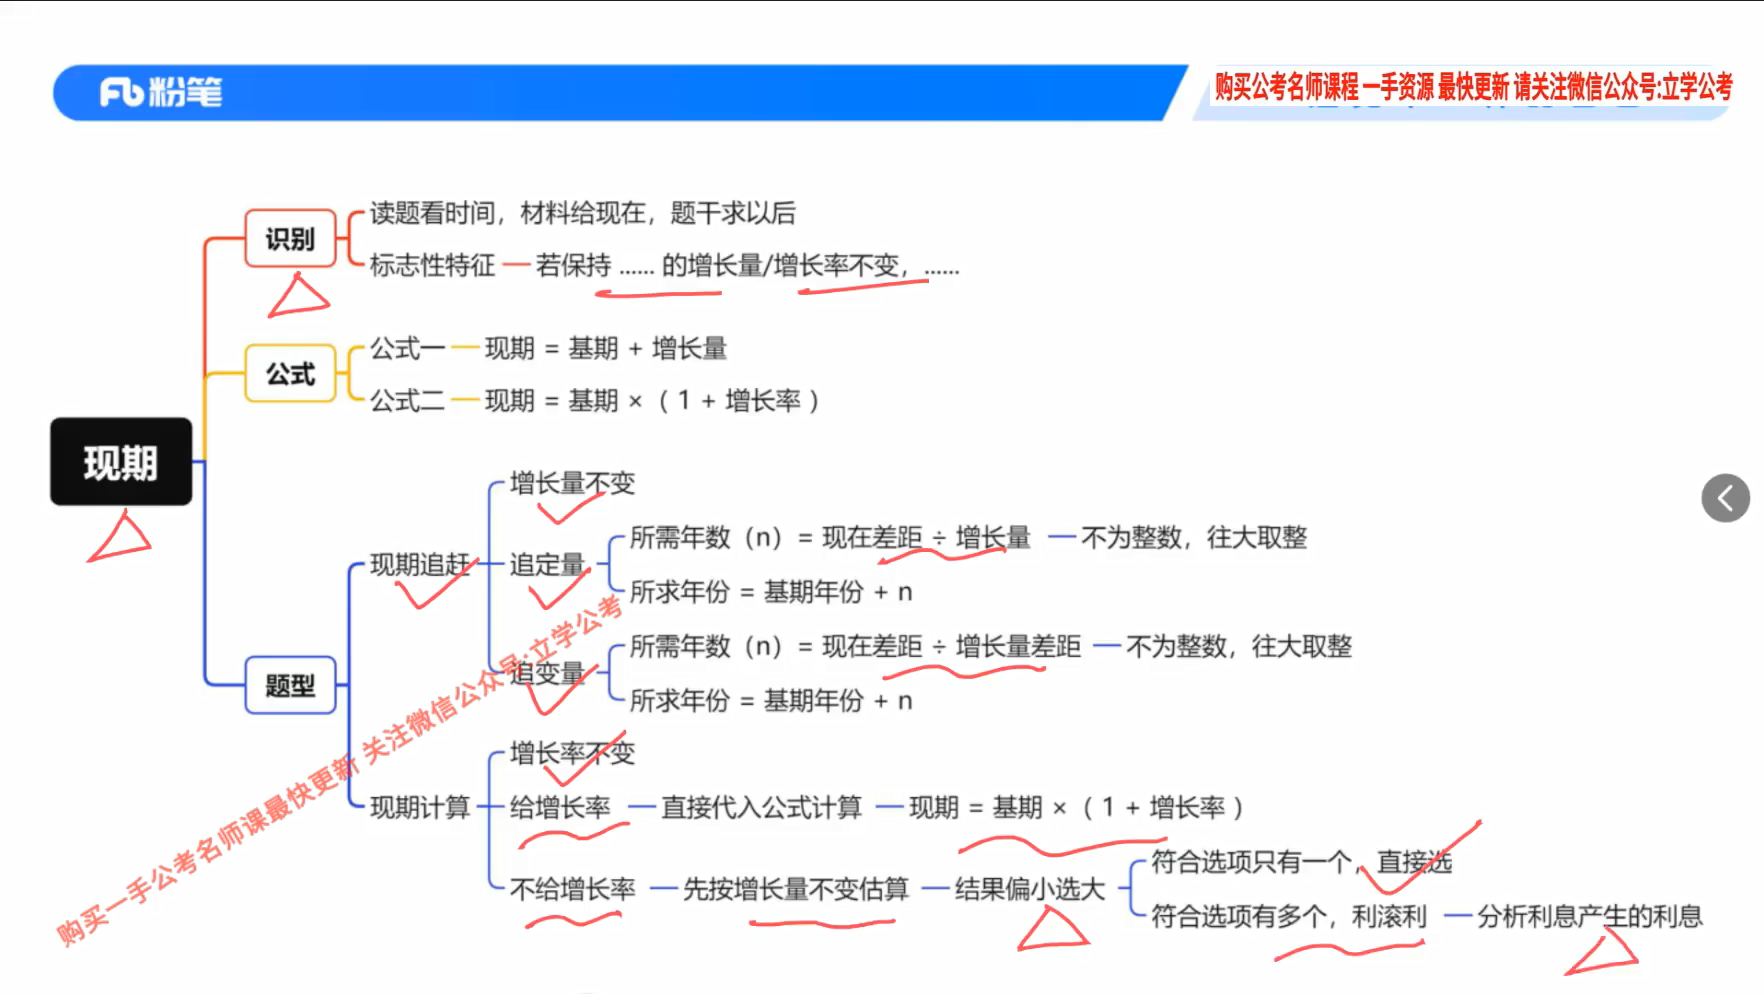 粉笔
购买公考名师课程 一手资源 最快更新 请关注微信公众号:立学公考
现期
识别
读题看时间，材料给现在，题干求以后
标志性特征 — 若保持 …… 的增长量/增长率不变，……
公式
公式一 — 现期 = 基期 + 增长量
公式二 — 现期 = 基期 ×（ 1 + 增长率 ）
题型
现期追赶
增长量不变
追定量
所需年数（n）= 现在差距 ÷ 增长量 — 不为整数，往大取整
所求年份 = 基期年份 + n
追变量
所需年数（n）= 现在差距 ÷ 增长量差距 — 不为整数，往大取整
所求年份 = 基期年份 + n
现期计算
增长率不变
给增长率 — 直接代入公式计算 — 现期 = 基期 ×（ 1 + 增长率 ）
不给增长率 — 先按增长量不变估算 — 结果偏小选大
符合选项只有一个，直接选
符合选项有多个，利滚利 — 分析利息产生的利息
购买一手公考名师课最快更新 关注微信公众号:立学公考